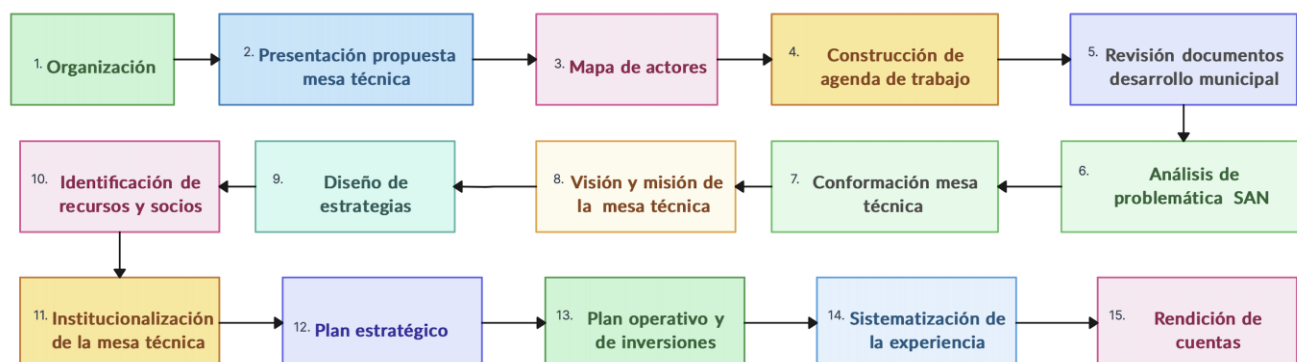 1. Organización
2. Presentación propuesta
mesa técnica
3. Mapa de actores
4. Construcción de
agenda de trabajo
5. Revisión documentos
desarrollo municipal
6. Análisis de
problemática SAN
7. Conformación mesa
técnica
8. Visión y misión de
la mesa técnica
9. Diseño de
estrategias
10. Identificación de
recursos y socios
11. Institucionalización
de la mesa técnica
12. Plan estratégico
13. Plan operativo y
de inversiones
14. Sistematización de
la experiencia
15. Rendición de
cuentas